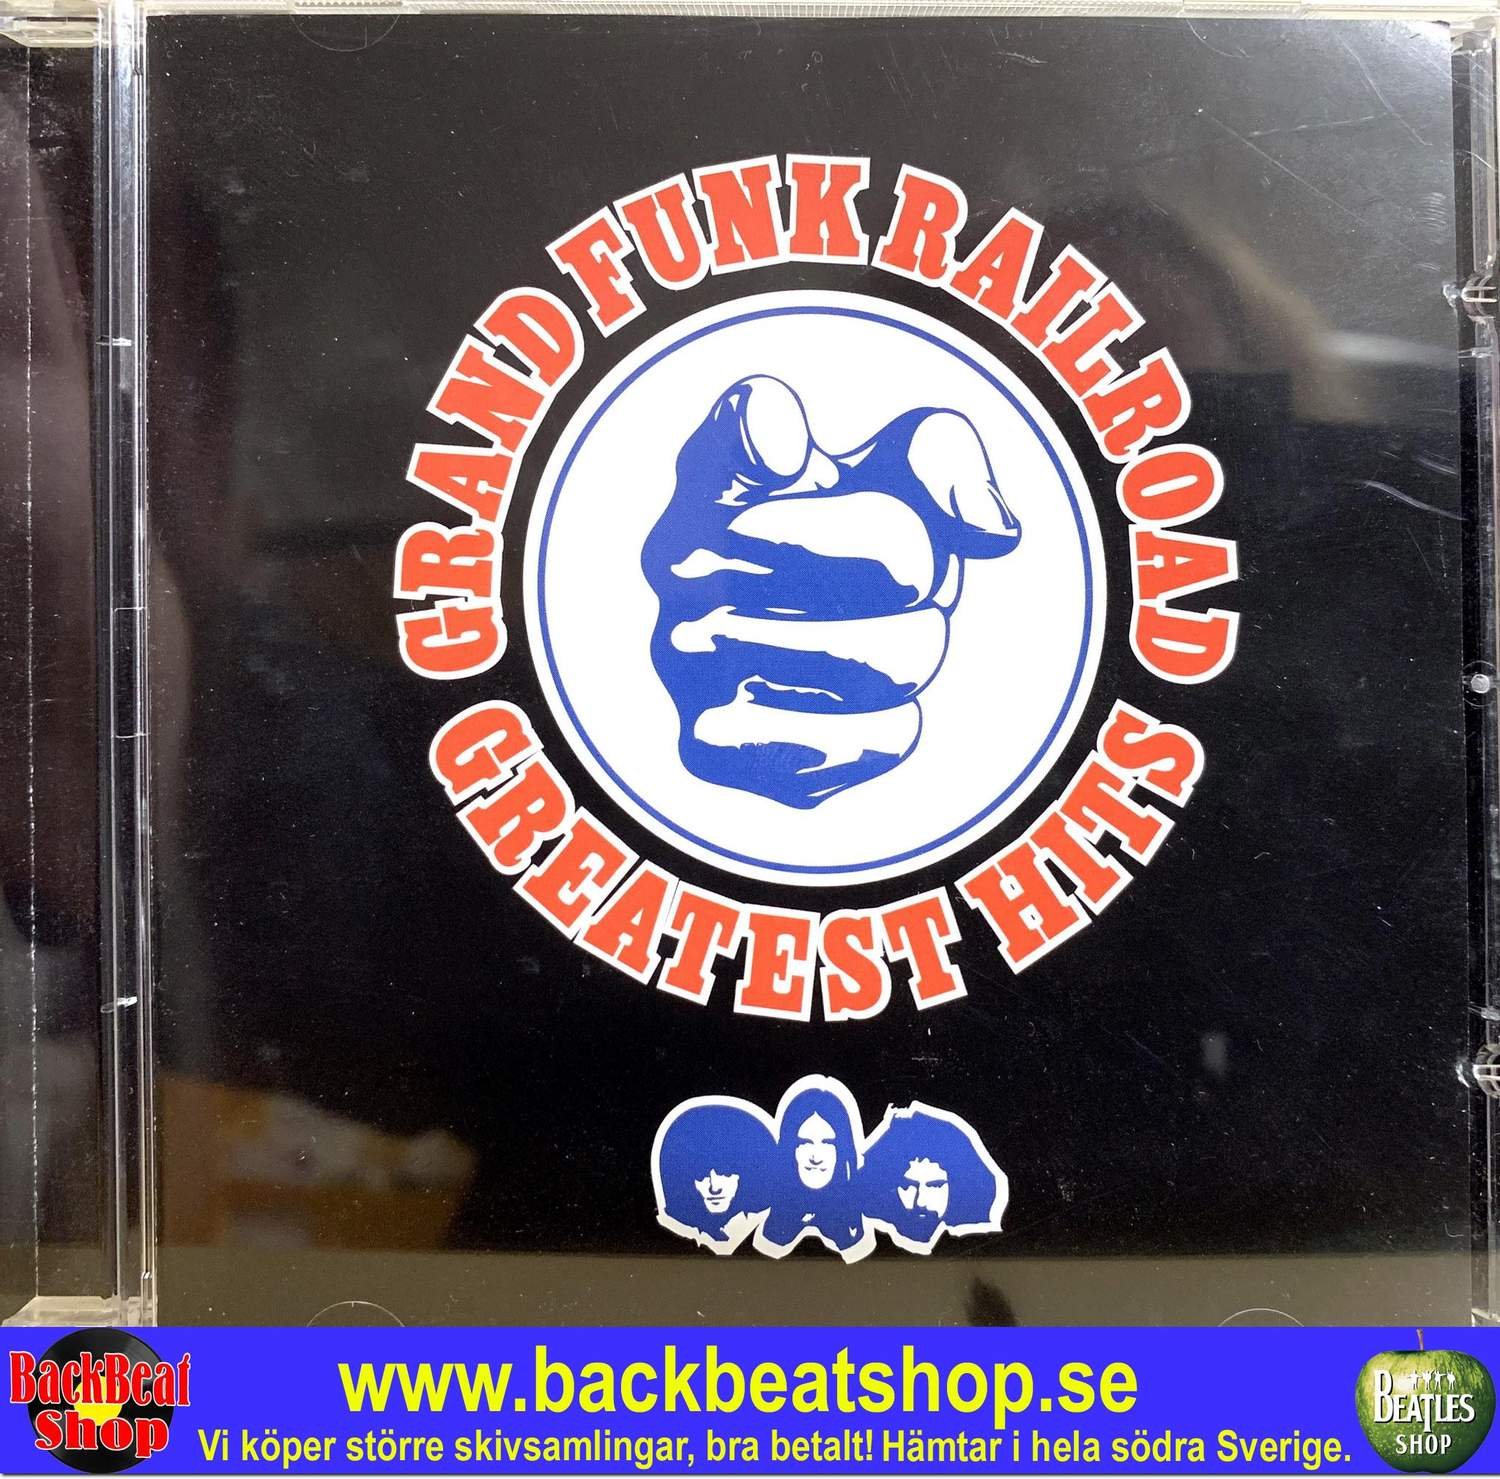 GRAND FUNK RAILROAD
GREATEST HITS
BackBeat
Shop
www.backbeatshop.se
Vi köper större skivsamlingar, bra betalt! Hämtar i hela södra Sverige.
BEATLES
SHOP